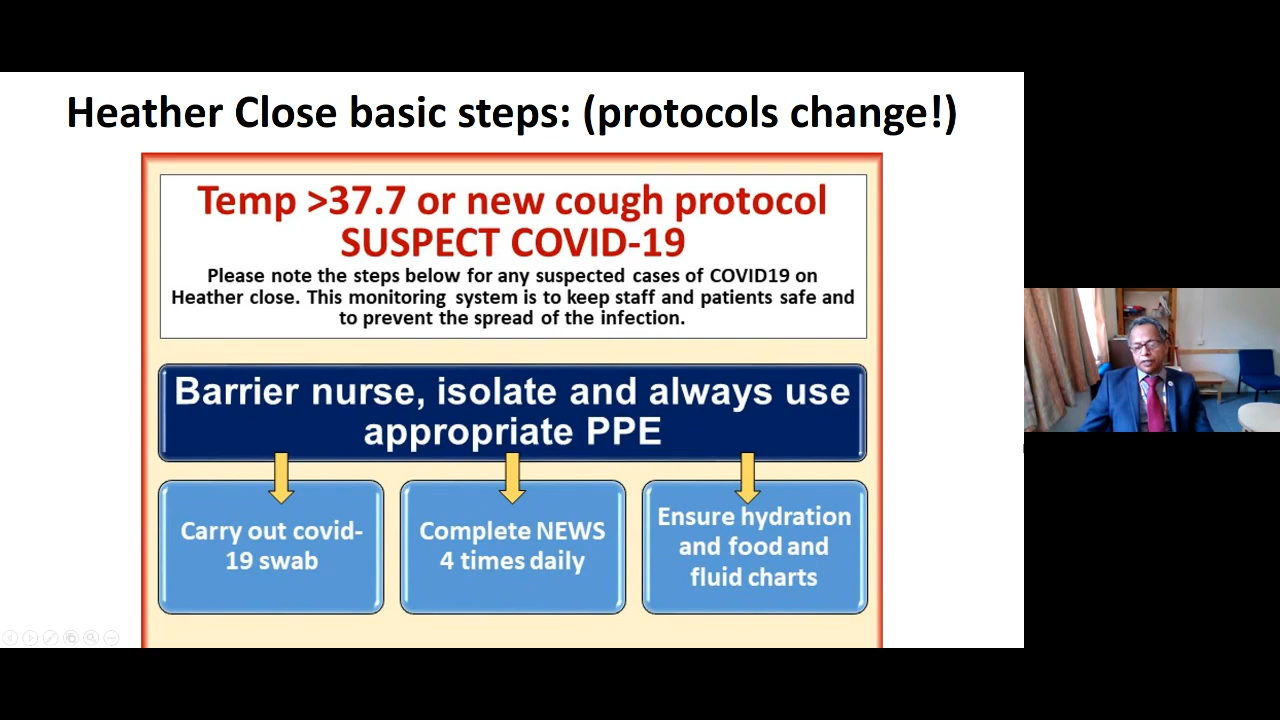 Heather Close basic steps: (protocols change!)
Temp >37.7 or new cough protocol
SUSPECT COVID-19
Please note the steps below for any suspected cases of COVID19 on
Heather close. This monitoring system is to keep staff and patients safe and
to prevent the spread of the infection.
Barrier nurse, isolate and always use
appropriate PPE
Carry out covid-
19 swab
Complete NEWS
4 times daily
Ensure hydration
and food and
fluid charts